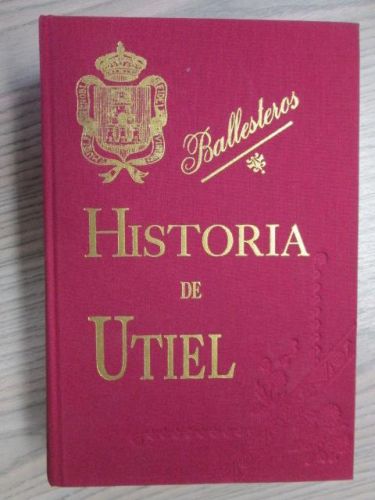 Ballesteros
HISTORIA
DE
UTIEL